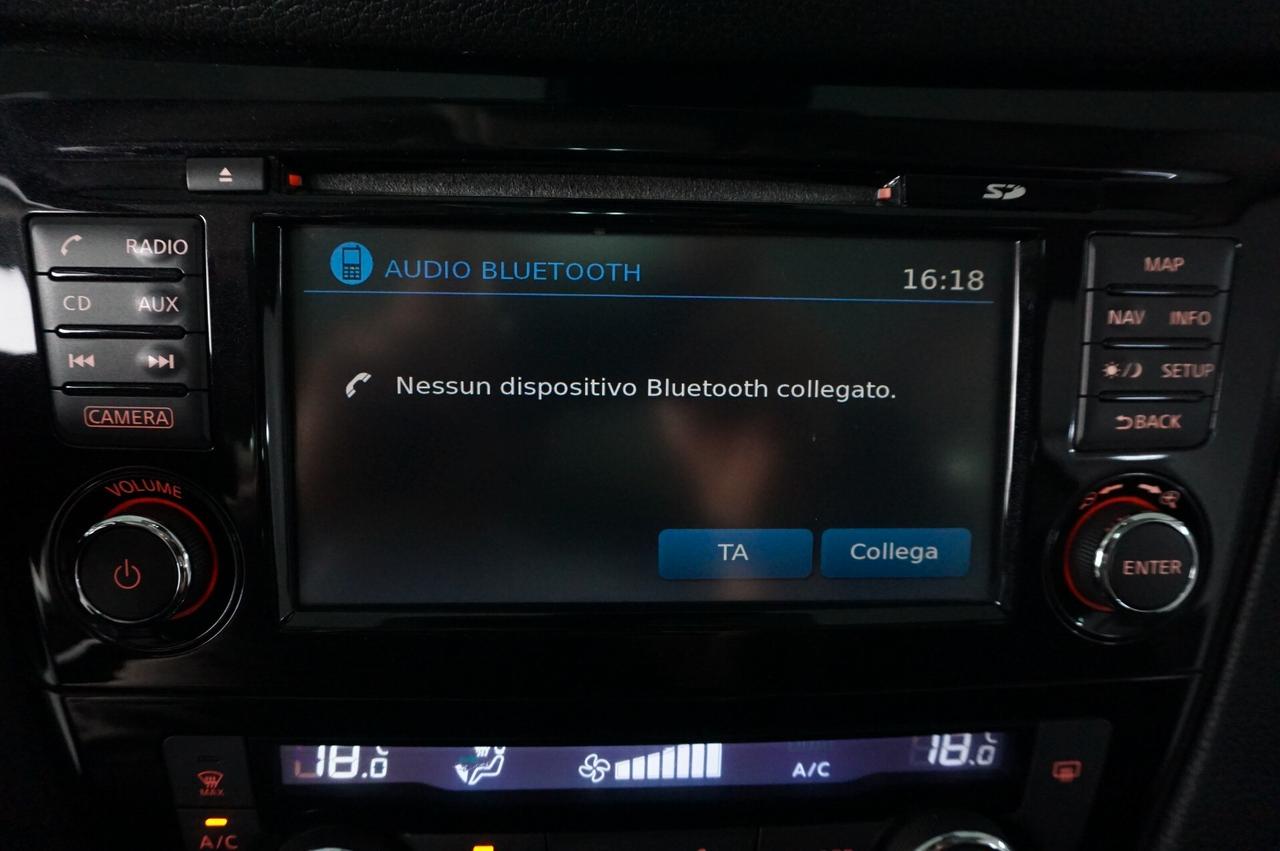 SD
RADIO
CD AUX
CAMERA
VOLUME
AUDIO BLUETOOTH 16:18
Nessun dispositivo Bluetooth collegato.
TA Collega
MAP
NAV INFO
SETUP
BACK
ENTER
18.0 A/C 18.0
MAX
A/C